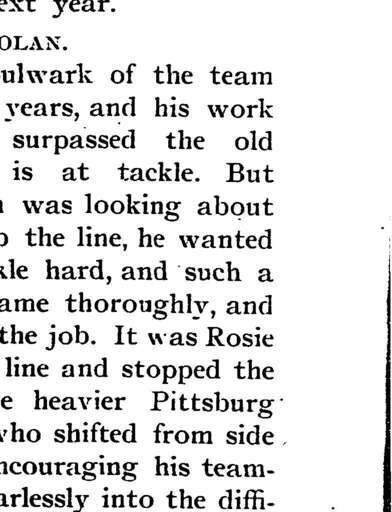 ext year.
OLAN.
ulwark of the team
years, and his work
surpassed the old
is at tackle. But
was looking about
the line, he wanted
kle hard, and such a
ame thoroughly, and
the job. It was Rosie
line and stopped the
e heavier Pittsburg
who shifted from side
ncouraging his team-
arlessly into the diffi-